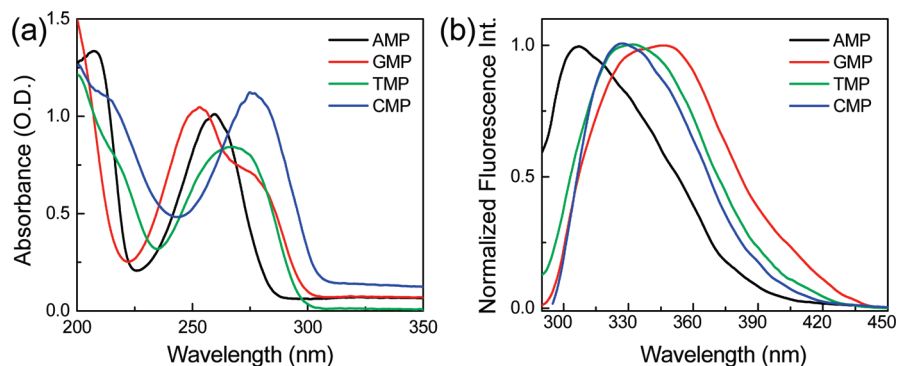 (a)
AMP
GMP
TMP
CMP
Absorbance (O.D.)
1.5
1.0
0.5
0.0
200
250
300
350
Wavelength (nm)
(b)
AMP
GMP
TMP
CMP
Normalized Fluorescence Int.
1.0
0.5
0.0
300
330
360
390
420
450
Wavelength (nm)